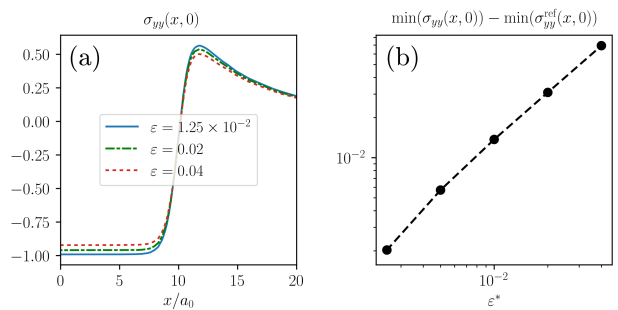 σ_yy(x, 0)
(a)
0.50
0.25
0.00
−0.25
−0.50
−0.75
−1.00
ε = 1.25 × 10⁻²
ε = 0.02
ε = 0.04
0 5 10 15 20
x/a₀
min(σ_yy(x, 0)) − min(σ_yy^ref(x, 0))
(b)
10⁻²
10⁻²
ε*